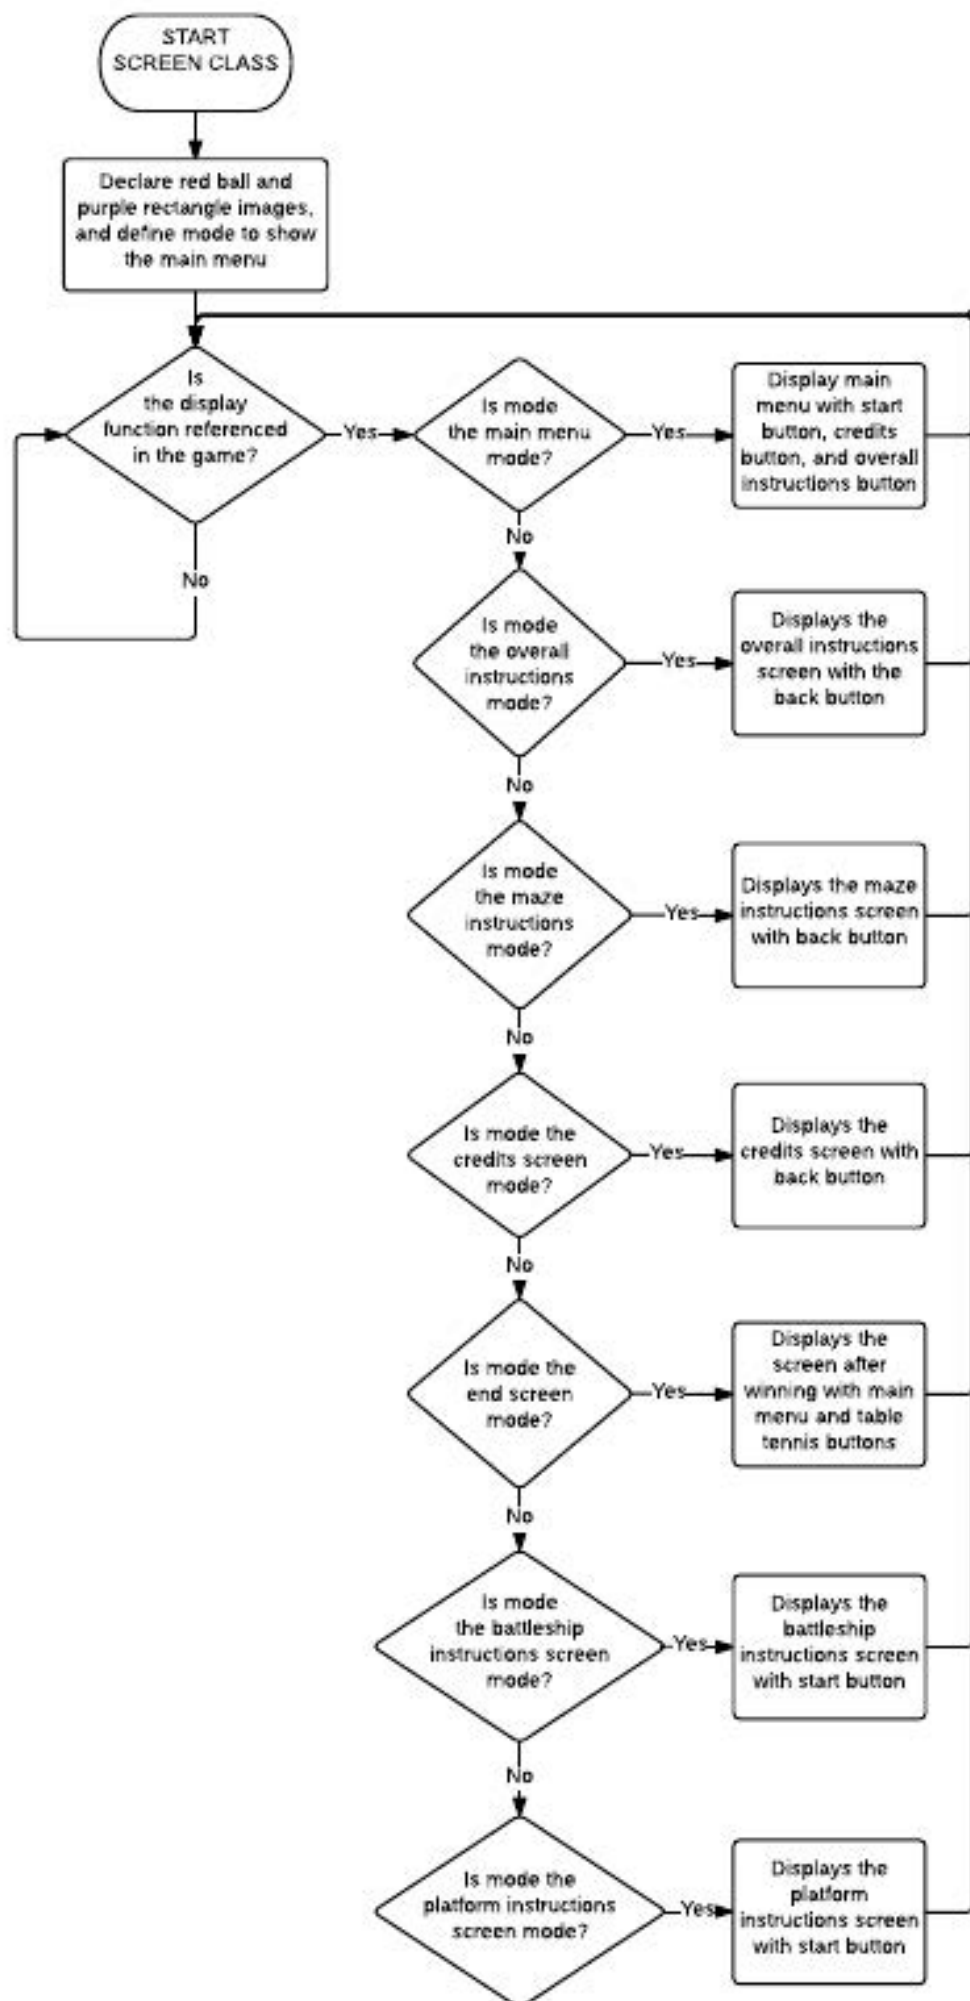 START
SCREEN CLASS
Declare red ball and
purple rectangle images,
and define mode to show
the main menu
Is
the display
function referenced
in the game?
Yes
No
Is mode
the main menu
mode?
Yes
Display main
menu with start
button, credits
button, and overall
instructions button
No
Is mode
the overall
instructions
mode?
Yes
Displays the
overall instructions
screen with the
back button
No
Is mode
the maze
instructions
mode?
Yes
Displays the maze
instructions screen
with back button
No
Is mode the
credits screen
mode?
Yes
Displays the
credits screen with
back button
No
Is mode the
end screen
mode?
Yes
Displays the
screen after
winning with main
menu and table
tennis buttons
No
Is mode
the battleship
instructions screen
mode?
Yes
Displays the
battleship
instructions screen
with start button
No
Is mode the
platform instructions
screen mode?
Yes
Displays the
platform
instructions screen
with start button